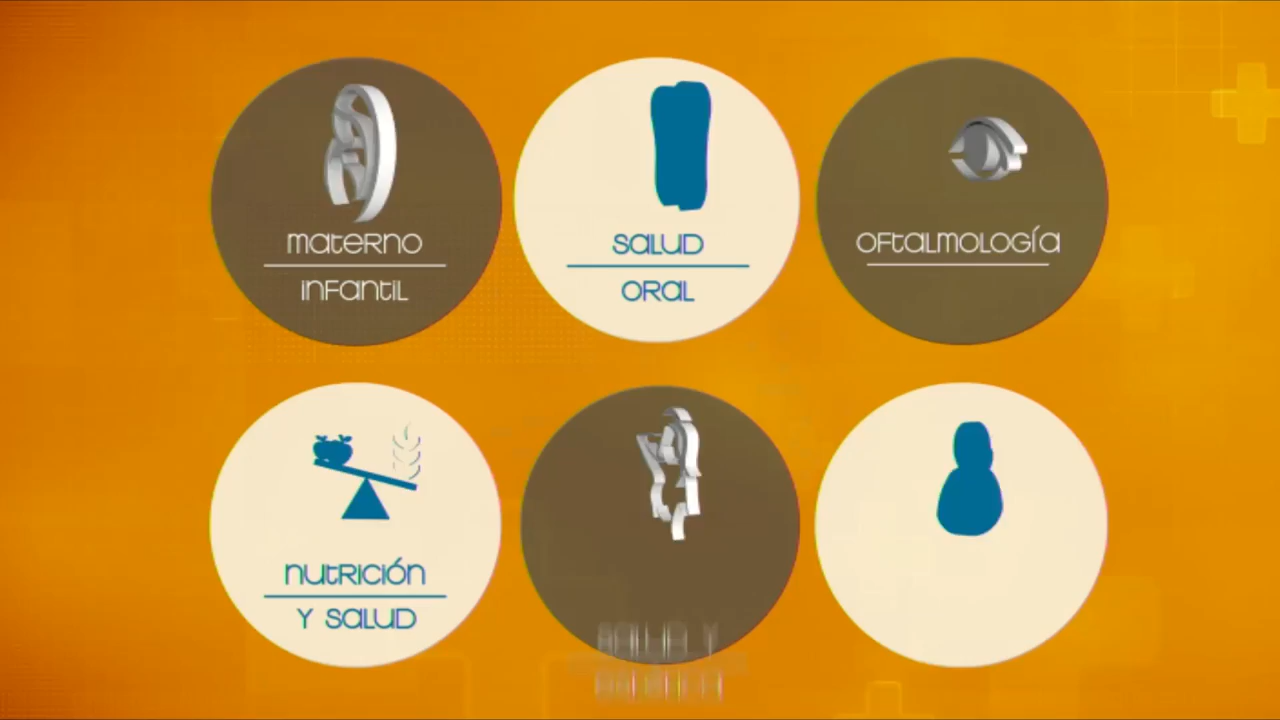 materno
infantil
salud
oral
oftalmología
nutrición
y salud